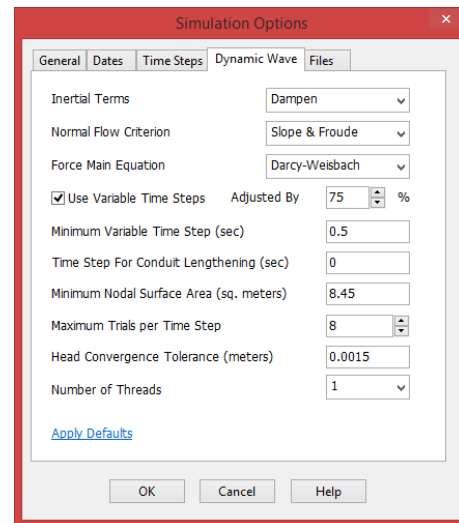 Simulation Options
General Dates Time Steps Dynamic Wave Files
Inertial Terms Dampen
Normal Flow Criterion Slope & Froude
Force Main Equation Darcy-Weisbach
Use Variable Time Steps Adjusted By 75 %
Minimum Variable Time Step (sec) 0.5
Time Step For Conduit Lengthening (sec) 0
Minimum Nodal Surface Area (sq. meters) 8.45
Maximum Trials per Time Step 8
Head Convergence Tolerance (meters) 0.0015
Number of Threads 1
Apply Defaults
OK Cancel Help